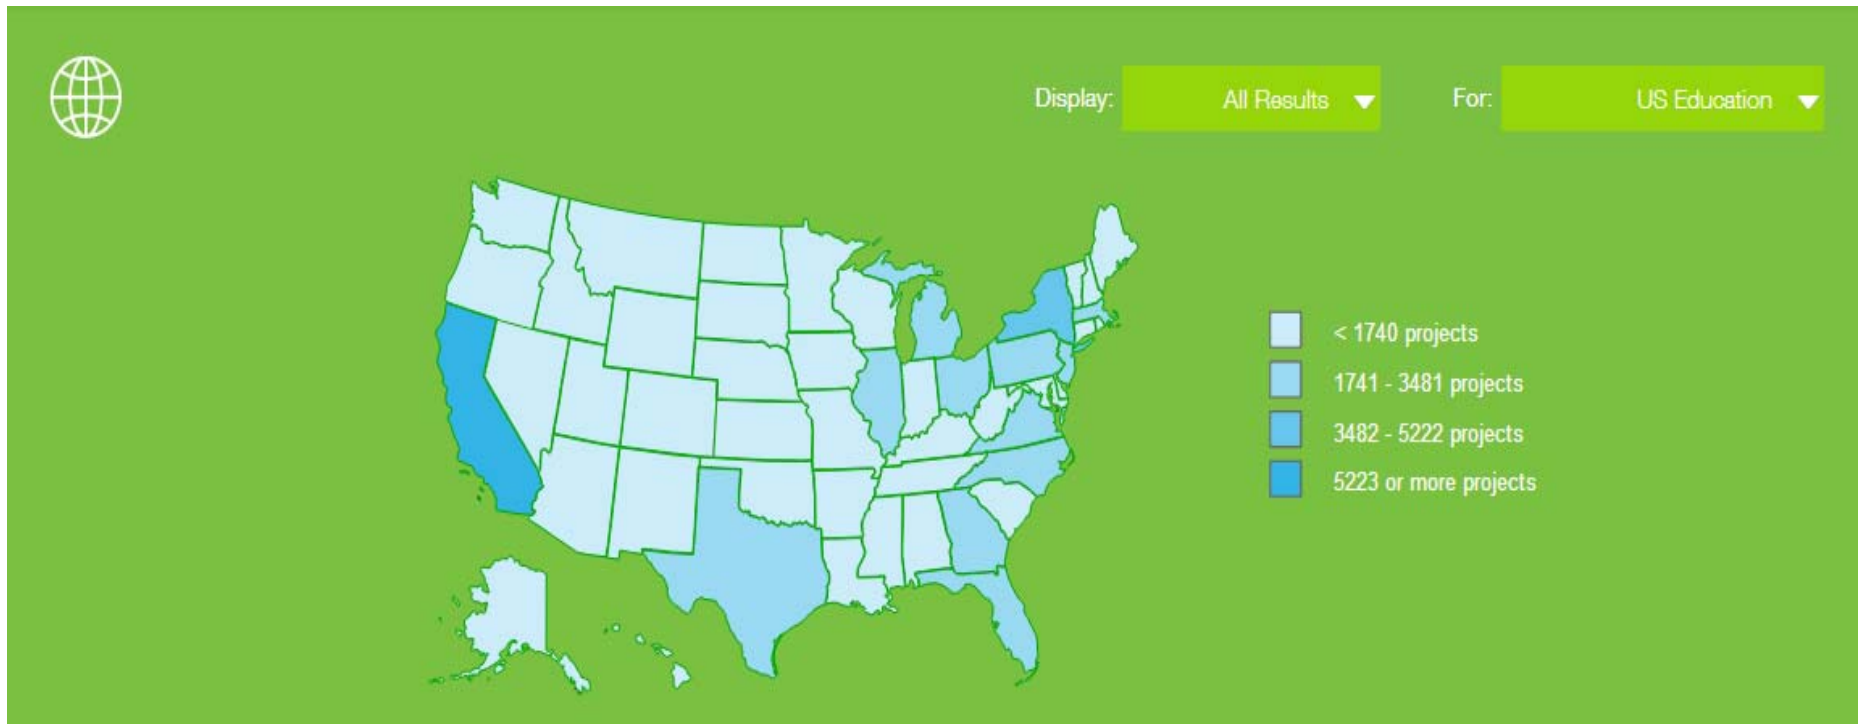 Display: All Results For: US Education
< 1740 projects
1741 - 3481 projects
3482 - 5222 projects
5223 or more projects